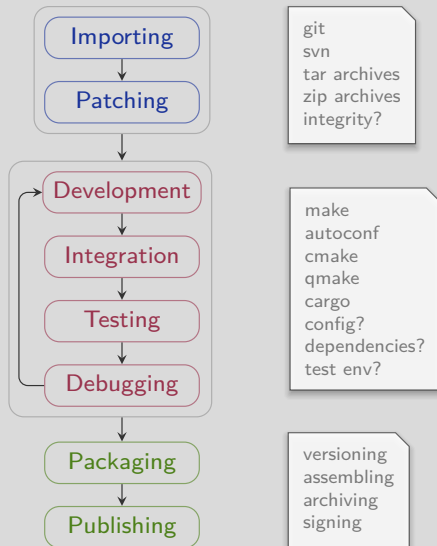 Importing
Patching
Development
Integration
Testing
Debugging
Packaging
Publishing
git
svn
tar archives
zip archives
integrity?
make
autoconf
cmake
qmake
cargo
config?
dependencies?
test env?
versioning
assembling
archiving
signing